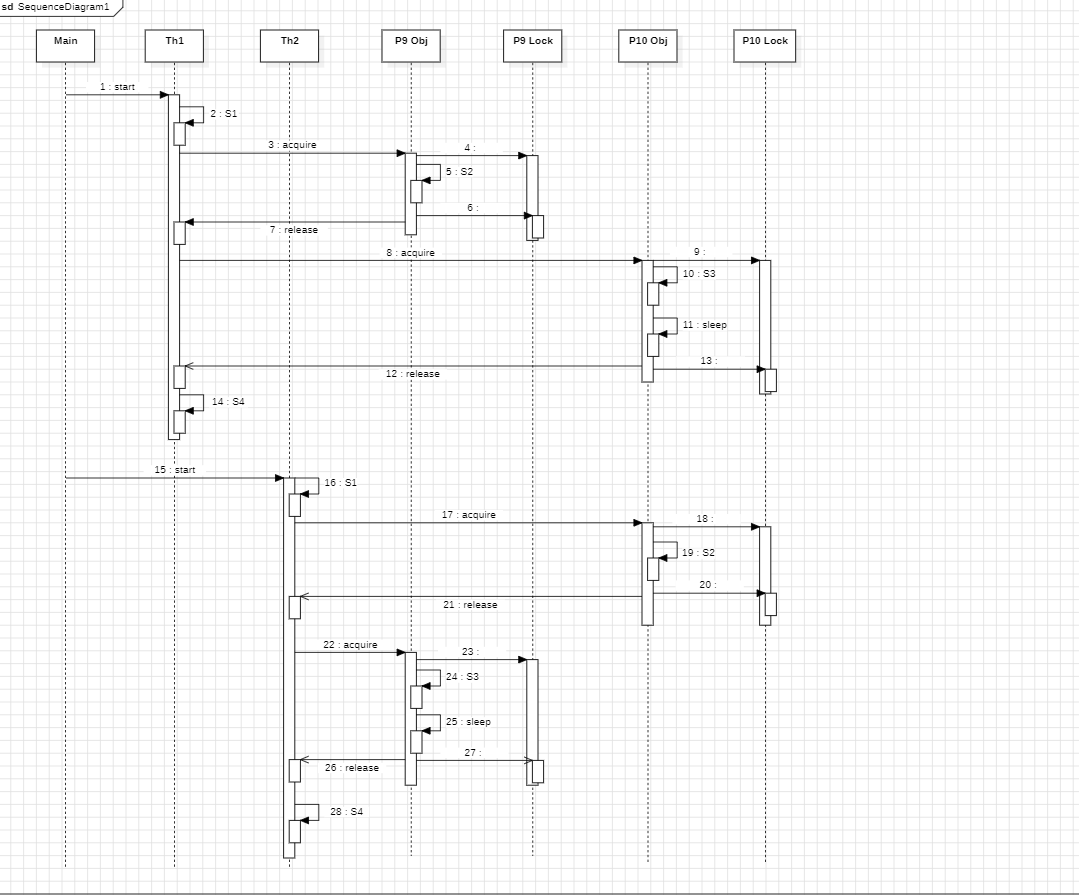 sd SequenceDiagram1
Main
Th1
Th2
P9 Obj
P9 Lock
P10 Obj
P10 Lock
1 : start
2 : S1
3 : acquire
4 :
5 : S2
6 :
7 : release
8 : acquire
9 :
10 : S3
11 : sleep
13 :
12 : release
14 : S4
15 : start
16 : S1
17 : acquire
18 :
19 : S2
20 :
21 : release
22 : acquire
23 :
24 : S3
25 : sleep
27 :
26 : release
28 : S4